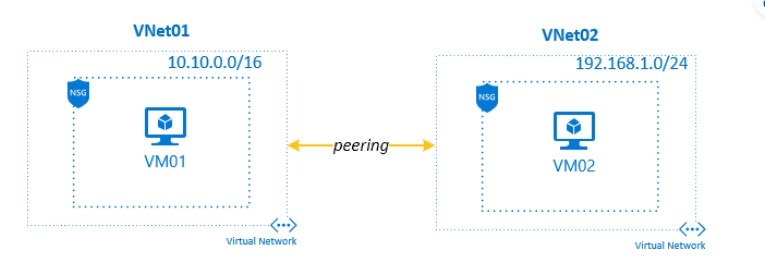 VNet01
10.10.0.0/16
NSG
VM01
Virtual Network
peering
VNet02
192.168.1.0/24
NSG
VM02
Virtual Network